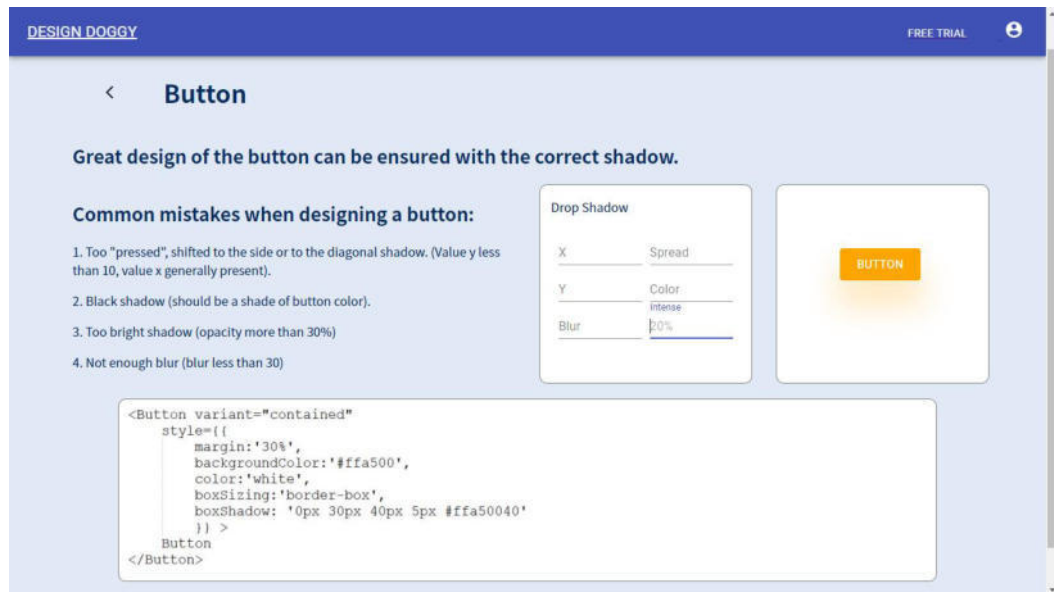 DESIGN DOGGY
FREE TRIAL
Button
Great design of the button can be ensured with the correct shadow.
Common mistakes when designing a button:
1. Too "pressed", shifted to the side or to the diagonal shadow. (Value y less
than 10, value x generally present).
2. Black shadow (should be a shade of button color).
3. Too bright shadow (opacity more than 30%)
4. Not enough blur (blur less than 30)
Drop Shadow
X
Spread
Y
Color
Blur
Intense
20%
BUTTON
<Button variant="contained"
style={{
margin:'30%',
backgroundColor:'#ffa500',
color:'white',
boxSizing:'border-box',
boxShadow: '0px 30px 40px 5px #ffa50040'
}} >
Button
</Button>